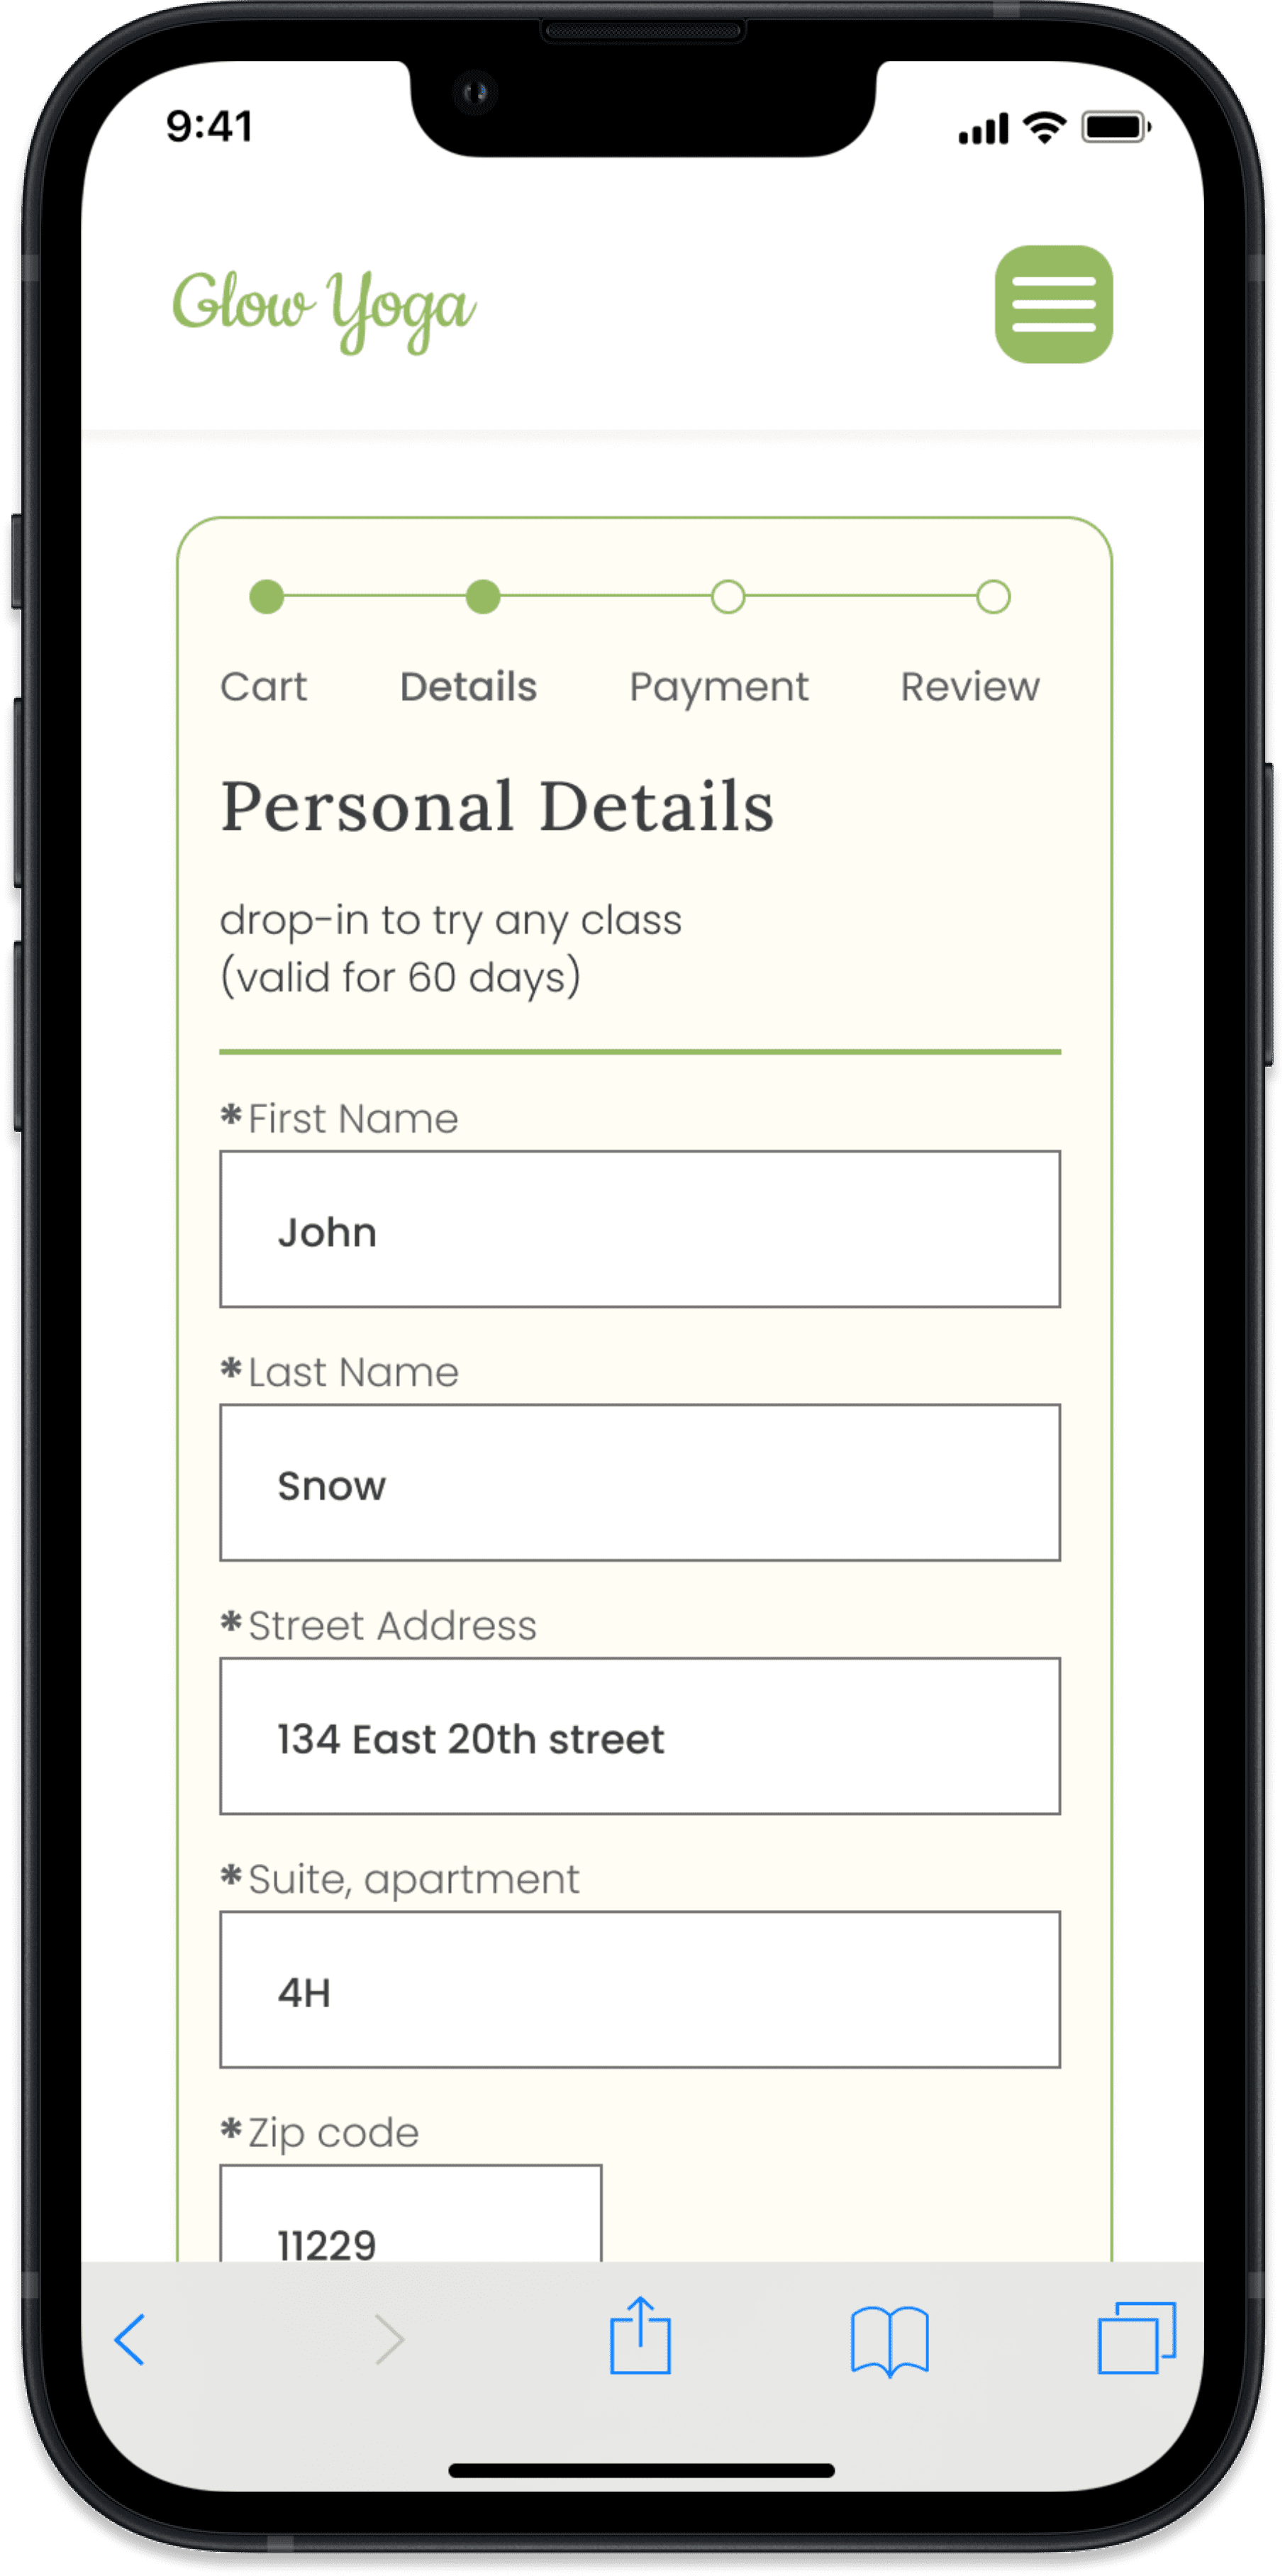 9:41
Glow Yoga
Cart Details Payment Review
Personal Details
drop-in to try any class
(valid for 60 days)
*First Name
John
*Last Name
Snow
*Street Address
134 East 20th street
*Suite, apartment
4H
*Zip code
11229